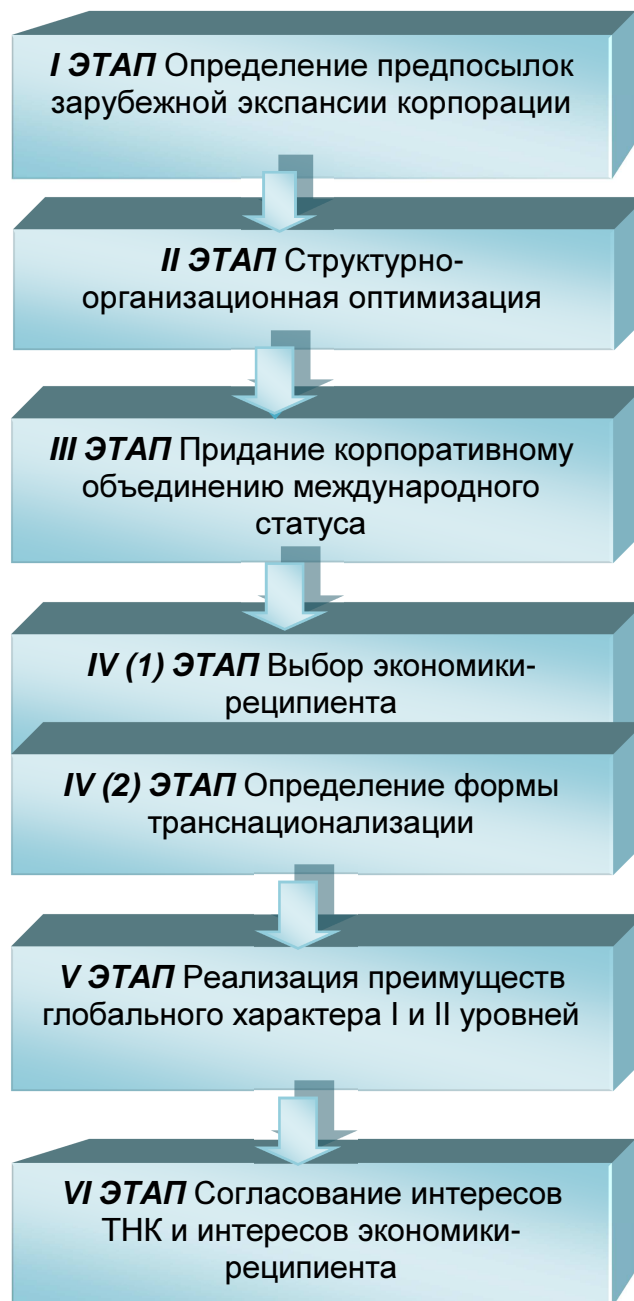 I ЭТАП Определение предпосылок
зарубежной экспансии корпорации
II ЭТАП Структурно-
организационная оптимизация
III ЭТАП Придание корпоративному
объединению международного
статуса
IV (1) ЭТАП Выбор экономики-
реципиента
IV (2) ЭТАП Определение формы
транснационализации
V ЭТАП Реализация преимуществ
глобального характера I и II уровней
VI ЭТАП Согласование интересов
ТНК и интересов экономики-
реципиента